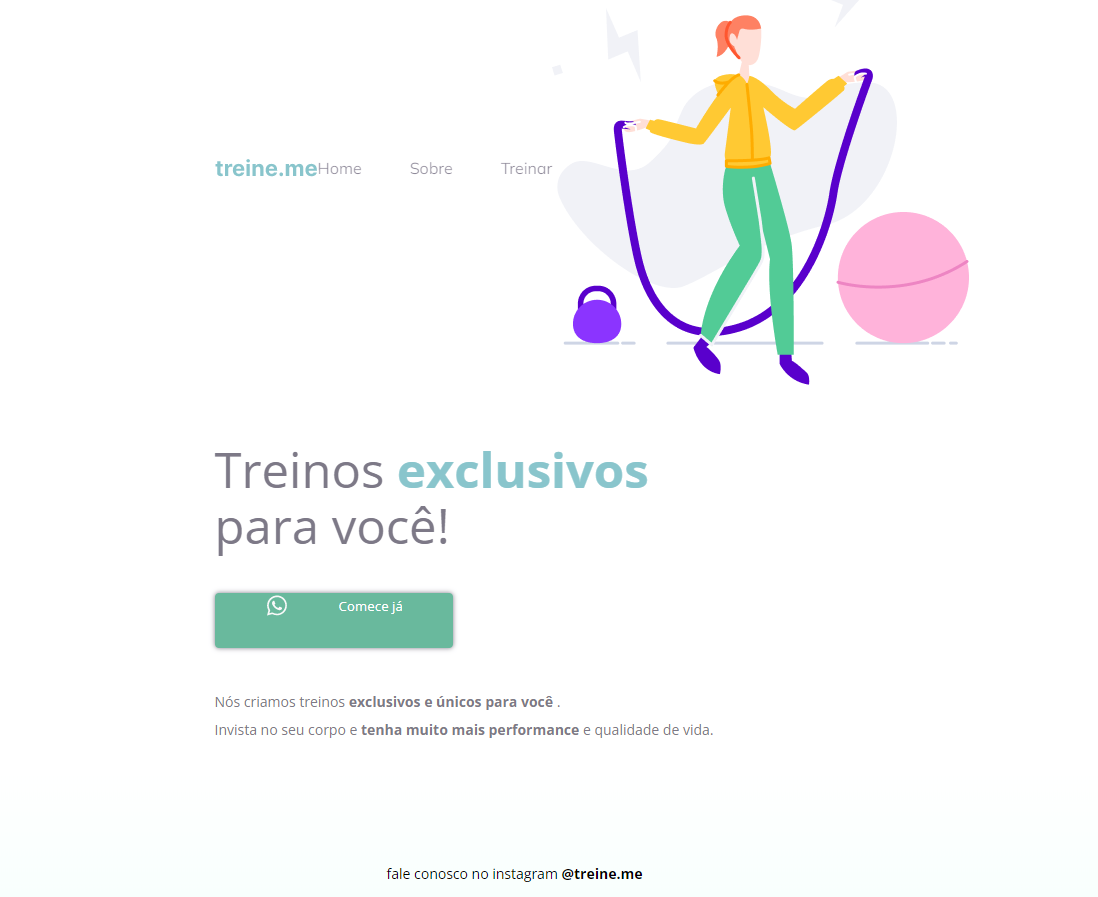 treine.me Home Sobre Treinar
Treinos exclusivos
para você!
Comece já
Nós criamos treinos exclusivos e únicos para você .
Invista no seu corpo e tenha muito mais performance e qualidade de vida.
fale conosco no instagram @treine.me